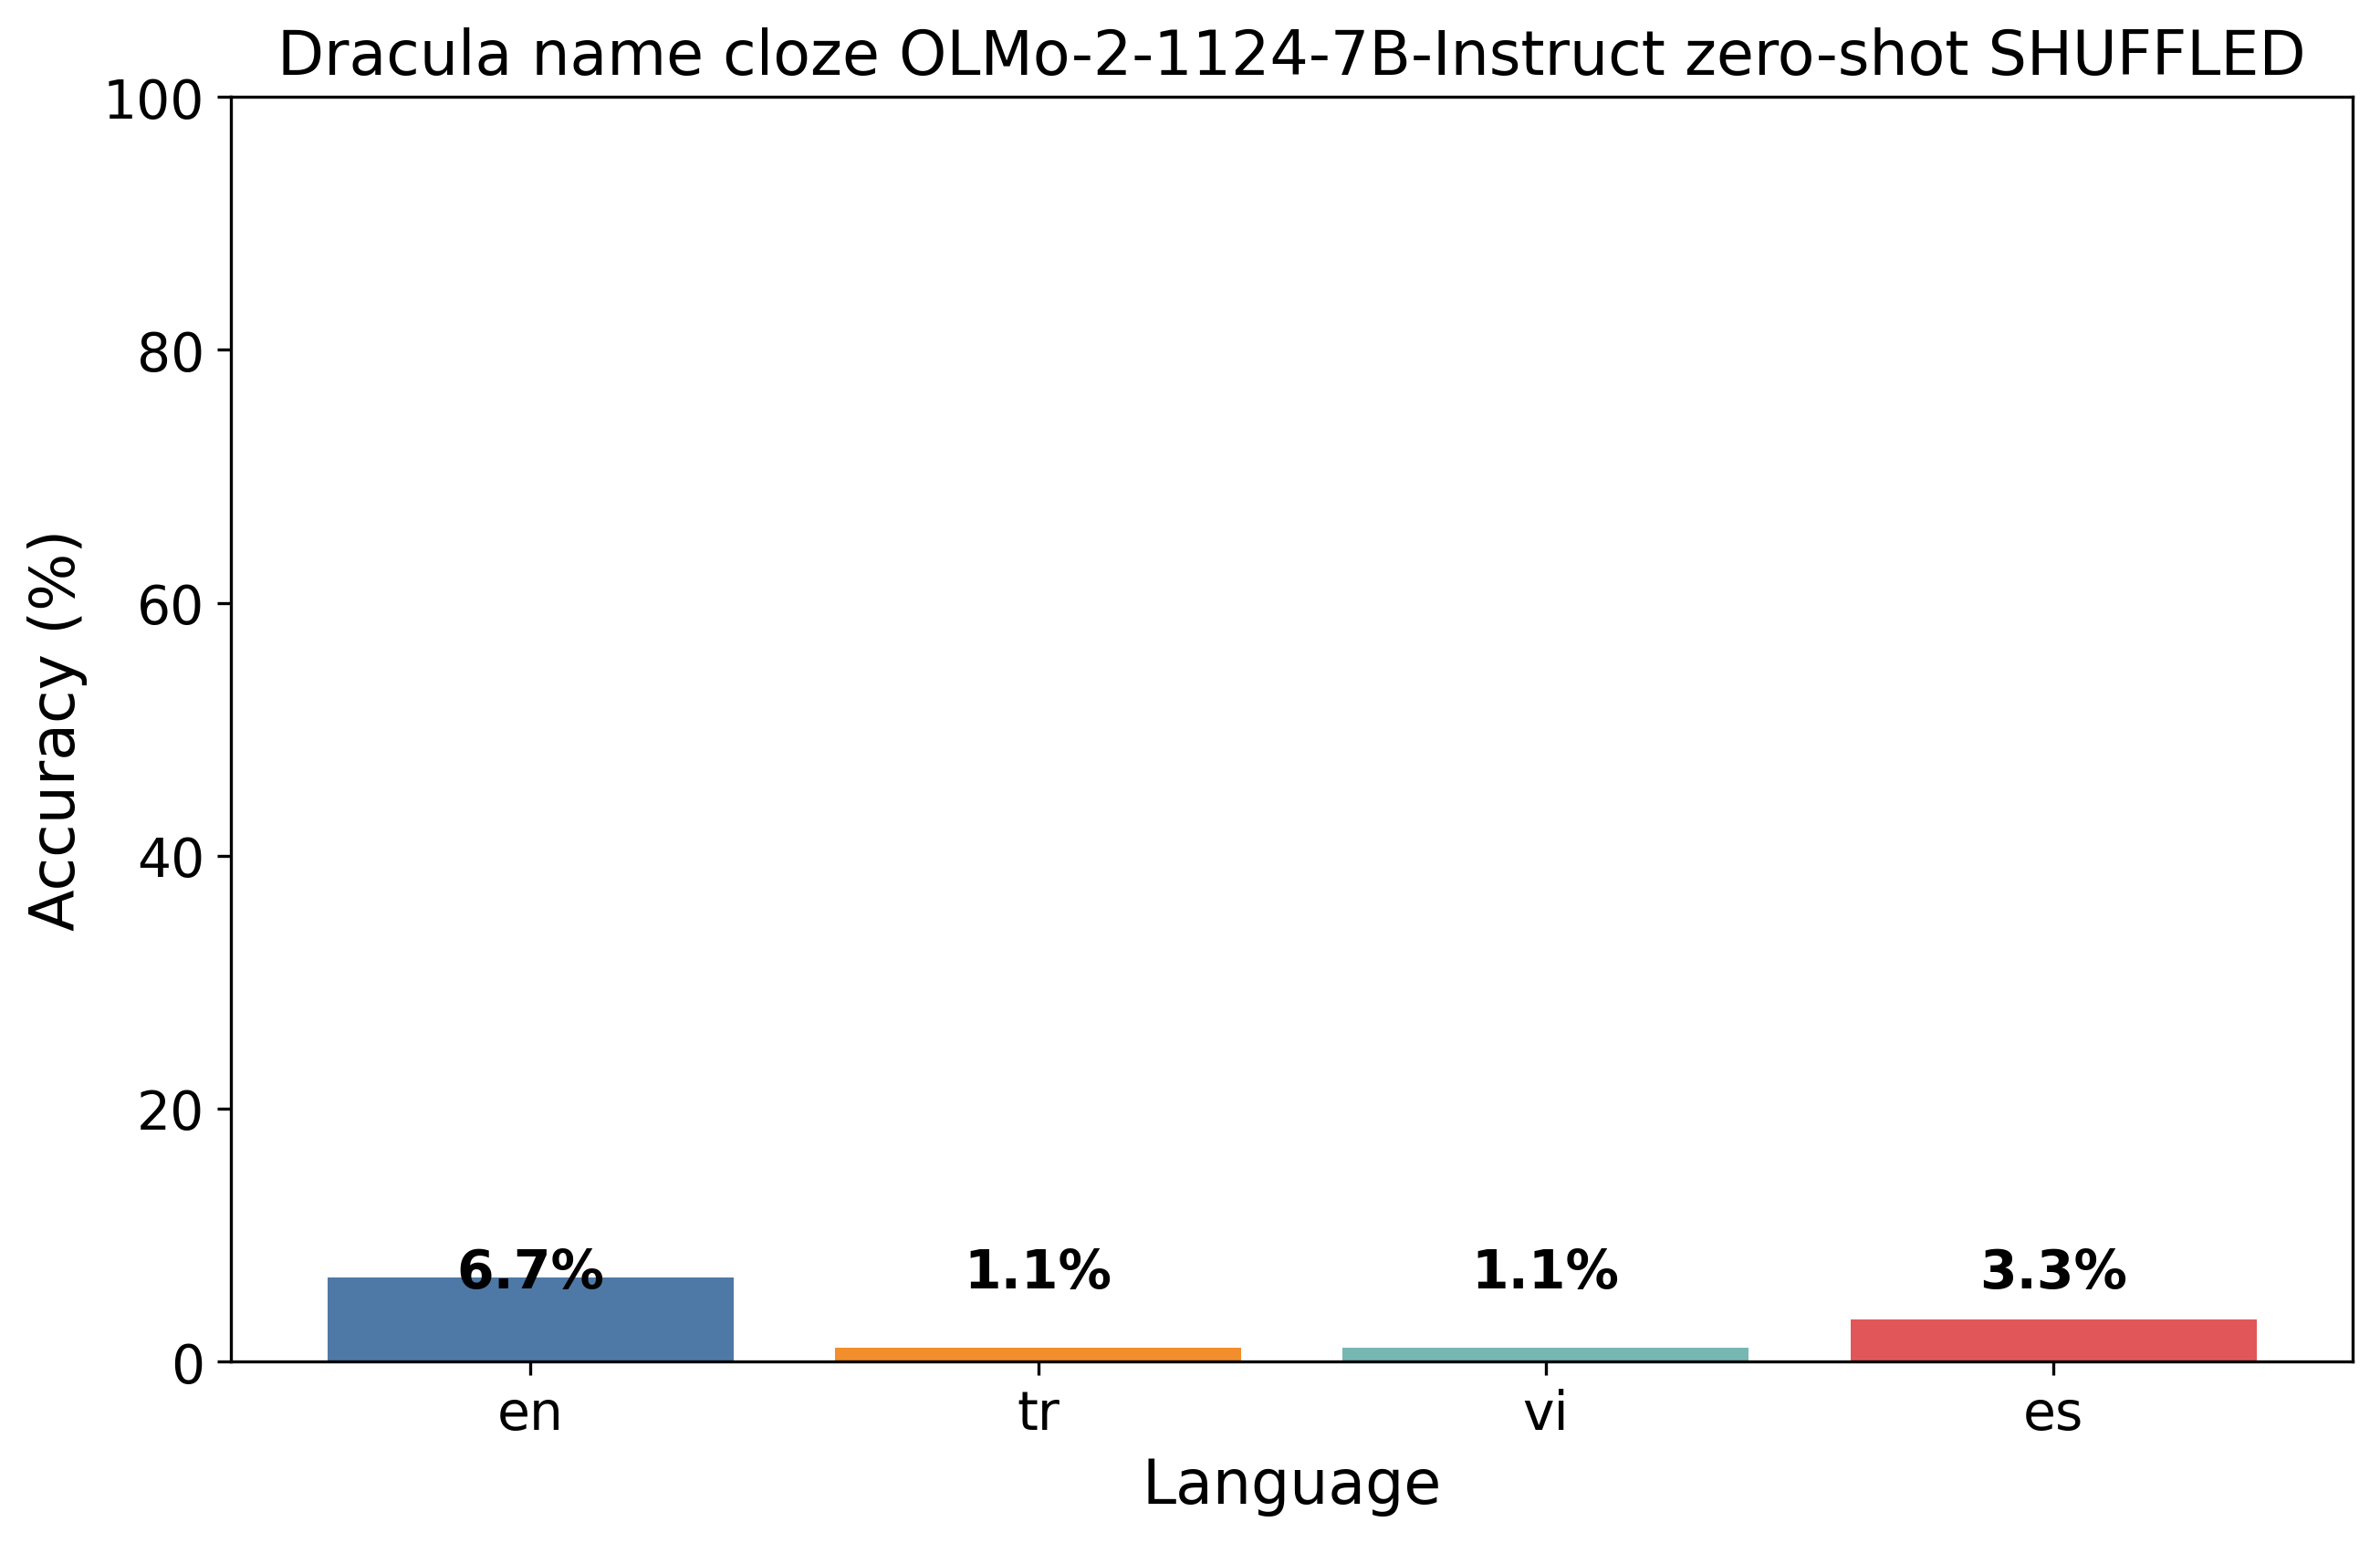 Dracula name cloze OLMo-2-1124-7B-Instruct zero-shot SHUFFLED
Accuracy (%)
100
80
60
40
20
0
6.7%
1.1%
1.1%
3.3%
en
tr
vi
es
Language